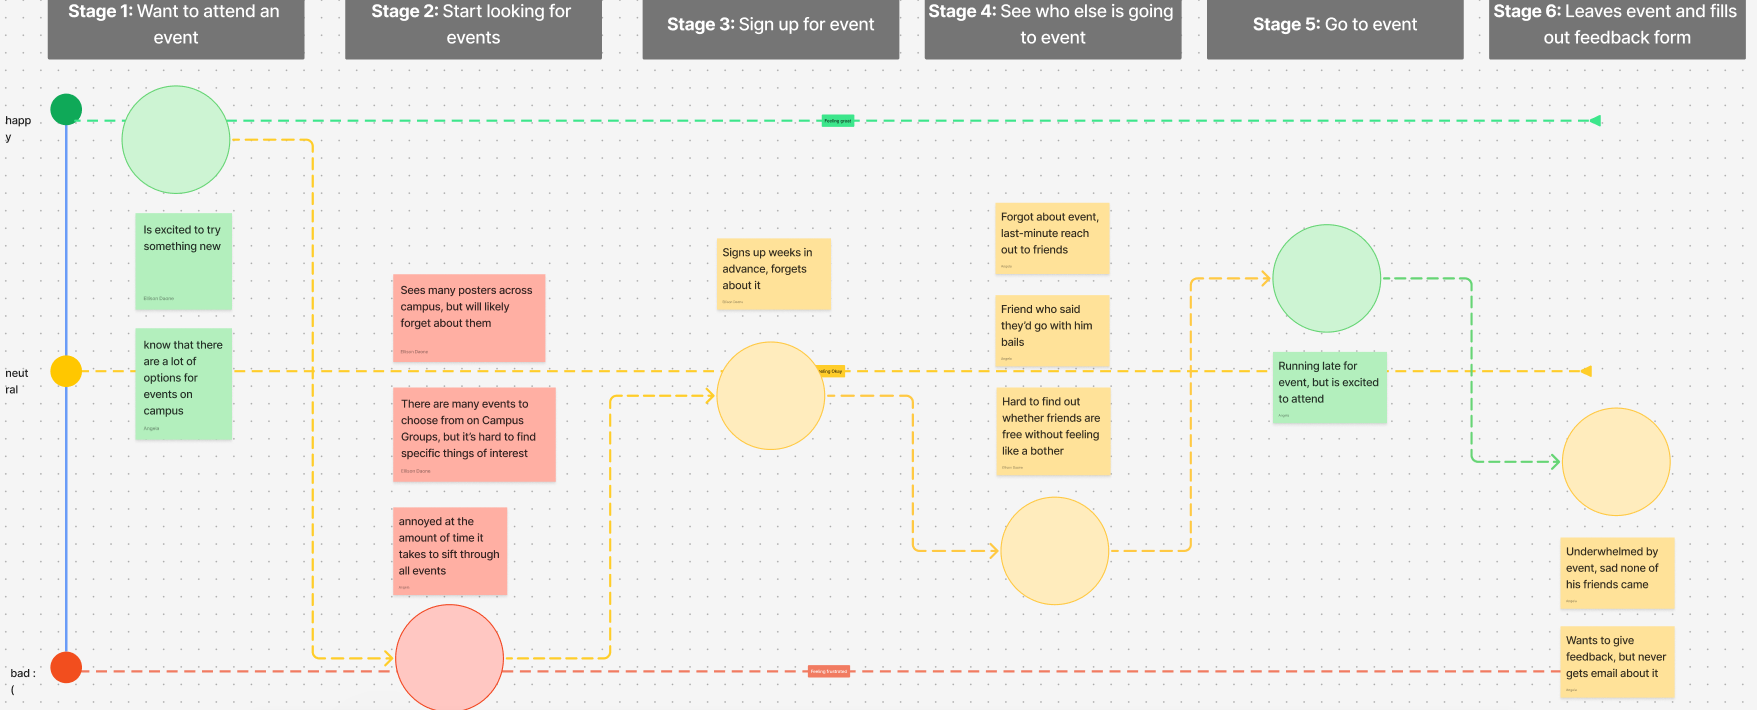 Stage 1: Want to attend an
event
Stage 2: Start looking for
events
Stage 3: Sign up for event
Stage 4: See who else is going
to event
Stage 5: Go to event
Stage 6: Leaves event and fills
out feedback form
happ
y
Feeling great
Is excited to try
something new
Ellison Daone
know that there
are a lot of
options for
events on
campus
Angela
Sees many posters across
campus, but will likely
forget about them
Ellison Daone
There are many events to
choose from on Campus
Groups, but it's hard to find
specific things of interest
Ellison Daone
annoyed at the
amount of time it
takes to sift through
all events
Angela
Signs up weeks in
advance, forgets
about it
Forgot about event,
last-minute reach
out to friends
Angela
Friend who said
they'd go with him
bails
Angela
Hard to find out
whether friends are
free without feeling
like a bother
Running late for
event, but is excited
to attend
Angela
neut
ral
Okay
Underwhelmed by
event, sad none of
his friends came
Angela
Wants to give
feedback, but never
gets email about it
Angela
bad :
(
Feeling frustrated